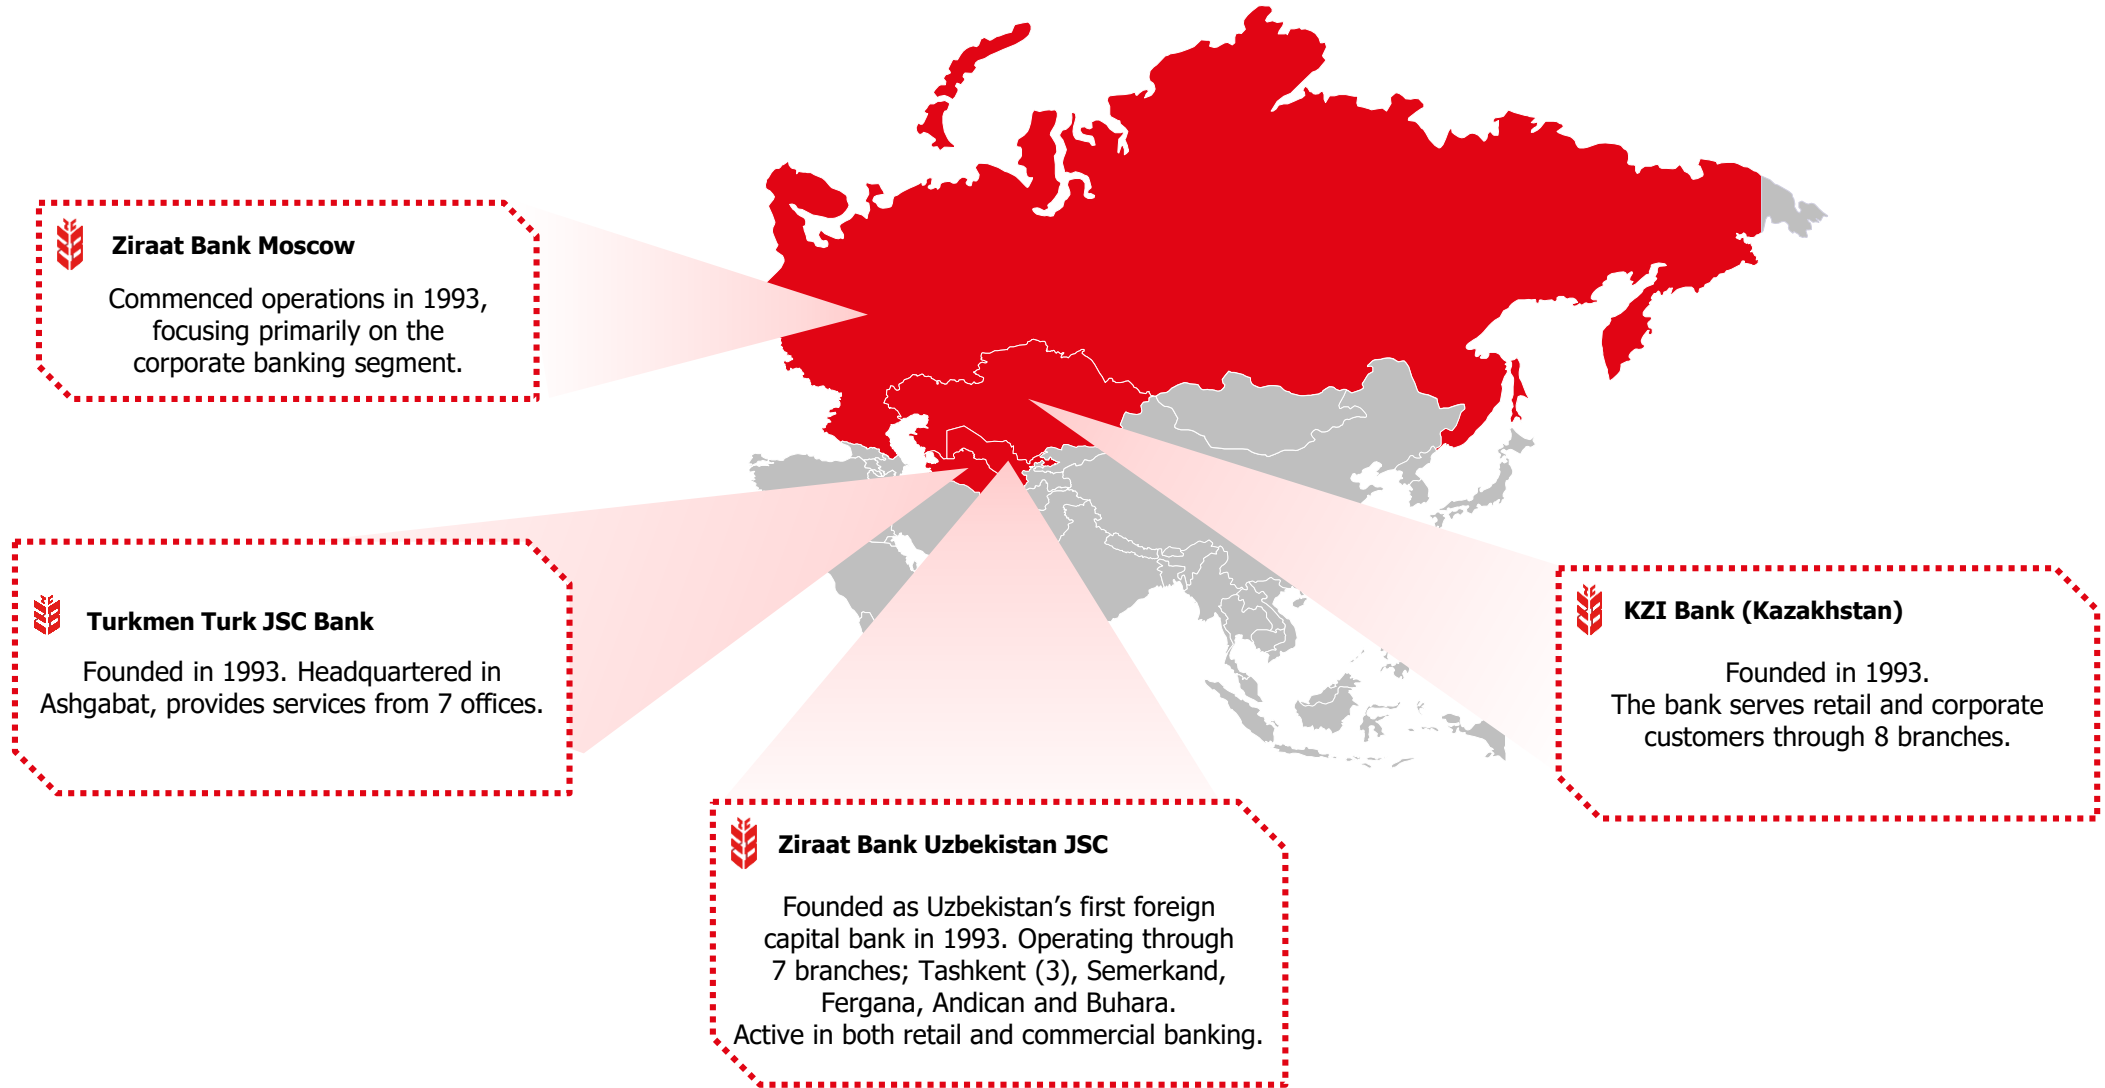 Ziraat Bank Moscow
Commenced operations in 1993,
focusing primarily on the
corporate banking segment.
Turkmen Turk JSC Bank
Founded in 1993. Headquartered in
Ashgabat, provides services from 7 offices.
KZI Bank (Kazakhstan)
Founded in 1993.
The bank serves retail and corporate
customers through 8 branches.
Ziraat Bank Uzbekistan JSC
Founded as Uzbekistan’s first foreign
capital bank in 1993. Operating through
7 branches; Tashkent (3), Semerkand,
Fergana, Andican and Buhara.
Active in both retail and commercial banking.